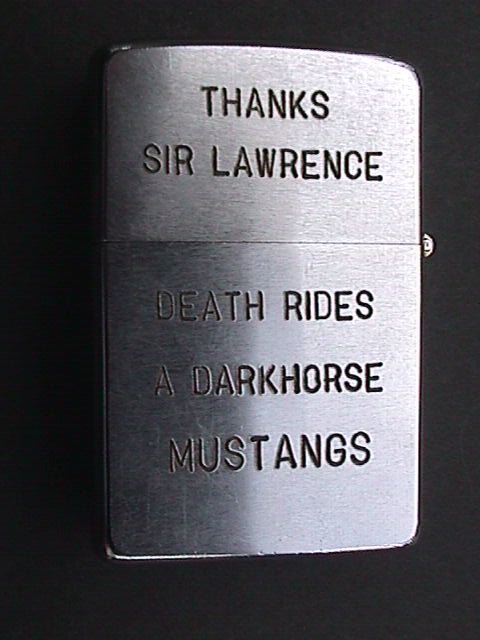 THANKS
SIR LAWRENCE
DEATH RIDES
A DARKHORSE
MUSTANGS